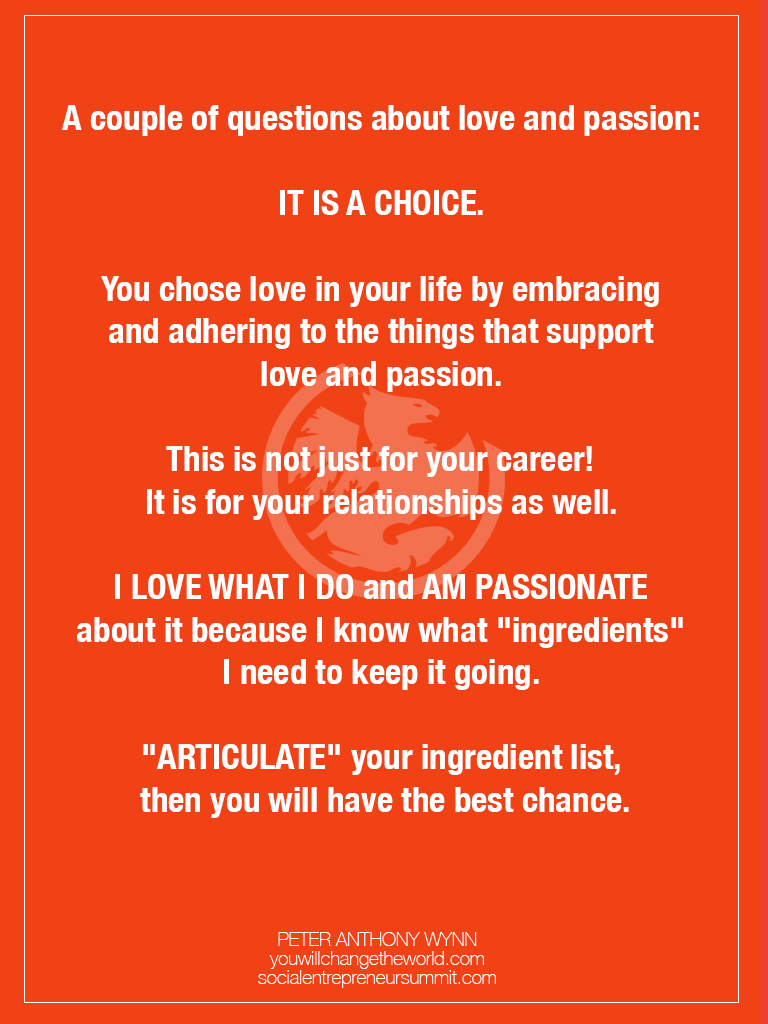 A couple of questions about love and passion:
IT IS A CHOICE.
You chose love in your life by embracing
and adhering to the things that support
love and passion.
This is not just for your career!
It is for your relationships as well.
I LOVE WHAT I DO and AM PASSIONATE
about it because I know what "ingredients"
I need to keep it going.
"ARTICULATE" your ingredient list,
then you will have the best chance.
PETER ANTHONY WYNN
youwillchangetheworld.com
socialentrepreneursummit.com